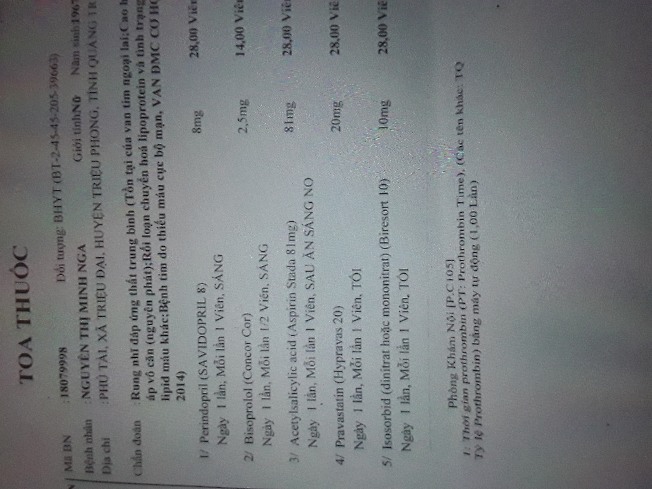 TOA THUỐC
Mã BN : 18079998 Đối tượng: BHYT (BT-2-45-45-205-39663)
Bệnh nhân : NGUYỄN THỊ MINH NGA Giới tính Nữ Năm sinh 1967
Địa chỉ : PHÚ TÀI, XÃ TRIỆU ĐẠI, HUYỆN TRIỆU PHONG, TỈNH QUẢNG TR
Chẩn đoán : Rung nhĩ đáp ứng thất trung bình (Tồn tại của van tim ngoại lai;Cao h
áp vô căn (nguyên phát);Rối loạn chuyển hoá lipoprotein và tình trạng
lipid máu khác;Bệnh tim do thiếu máu cục bộ mạn, VAN ĐMC CƠ HỌ
2014)
1/ Perindopril (SAVIDOPRIL 8) 8mg 28,00 Viên
Ngày 1 lần, Mỗi lần 1 Viên, SÁNG
2/ Bisoprolol (Concor Cor) 2,5mg 14,00 Viên
Ngày 1 lần, Mỗi lần 1/2 Viên, SÁNG
3/ Acetylsalicylic acid (Aspirin Stada 81mg) 81mg 28,00 Viê
Ngày 1 lần, Mỗi lần 1 Viên, SAU ĂN SÁNG NO
4/ Pravastatin (Hypravas 20) 20mg 28,00 Viê
Ngày 1 lần, Mỗi lần 1 Viên, TỐI
5/ Isosorbid (dinitrat hoặc mononitrat) (Biresort 10) 10mg 28,00 Viê
Ngày 1 lần, Mỗi lần 1 Viên, TỐI
Phòng Khám Nội [P.C105]
1: Thời gian prothrombin (PT: Prothrombin Time), (Các tên khác: TQ
Tỷ lệ Prothrombin) bằng máy tự động (1,00 Lần)